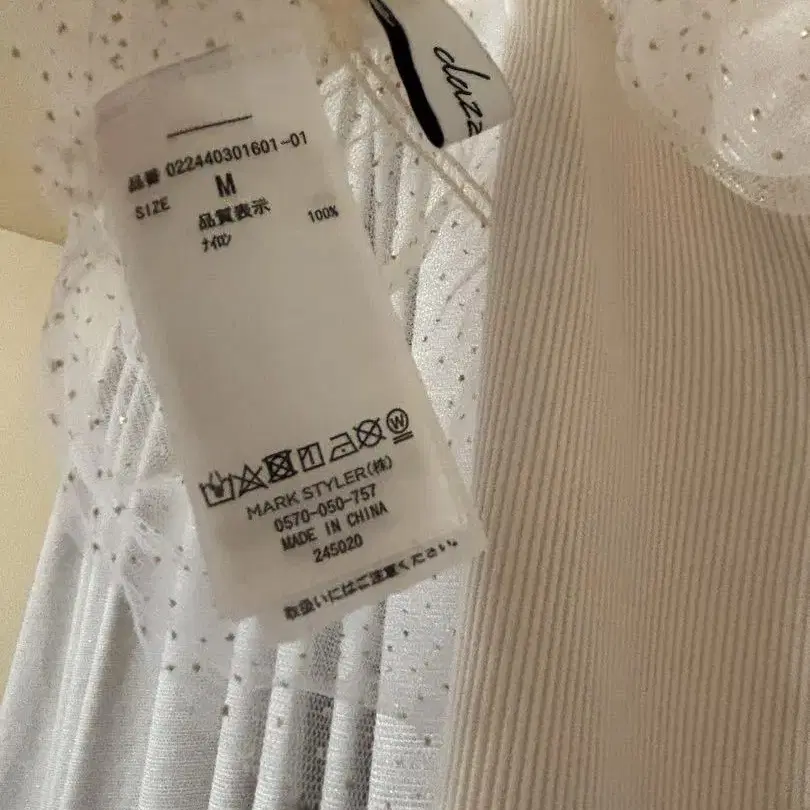 dazz
品番 022440301601-01
SIZE M
品質表示
ナイロン 100%
MARK STYLER(株)
0570-050-757
MADE IN CHINA
245020
取扱いにはご注意ください。